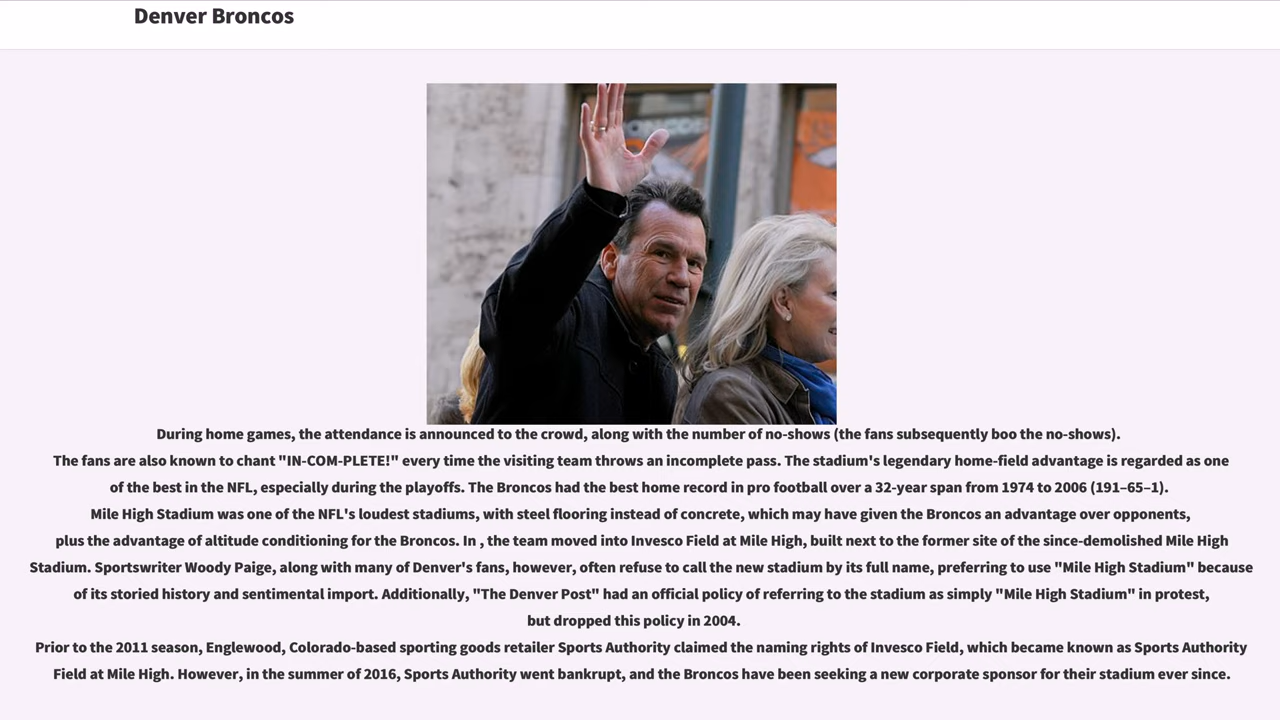 Denver Broncos
During home games, the attendance is announced to the crowd, along with the number of no-shows (the fans subsequently boo the no-shows).
The fans are also known to chant "IN-COM-PLETE!" every time the visiting team throws an incomplete pass. The stadium's legendary home-field advantage is regarded as one
of the best in the NFL, especially during the playoffs. The Broncos had the best home record in pro football over a 32-year span from 1974 to 2006 (191–65–1).
Mile High Stadium was one of the NFL's loudest stadiums, with steel flooring instead of concrete, which may have given the Broncos an advantage over opponents,
plus the advantage of altitude conditioning for the Broncos. In , the team moved into Invesco Field at Mile High, built next to the former site of the since-demolished Mile High
Stadium. Sportswriter Woody Paige, along with many of Denver's fans, however, often refuse to call the new stadium by its full name, preferring to use "Mile High Stadium" because
of its storied history and sentimental import. Additionally, "The Denver Post" had an official policy of referring to the stadium as simply "Mile High Stadium" in protest,
but dropped this policy in 2004.
Prior to the 2011 season, Englewood, Colorado-based sporting goods retailer Sports Authority claimed the naming rights of Invesco Field, which became known as Sports Authority
Field at Mile High. However, in the summer of 2016, Sports Authority went bankrupt, and the Broncos have been seeking a new corporate sponsor for their stadium ever since.